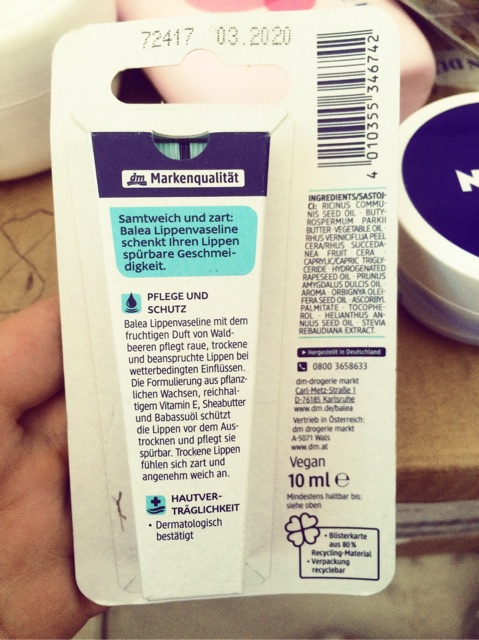 72417 03.2020
4 010355 346742
dm Markenqualität
Samtweich und zart:
Balea Lippenvaseline
schenkt Ihren Lippen
spürbare Geschmei-
digkeit.
PFLEGE UND
SCHUTZ
Balea Lippenvaseline mit dem
fruchtigen Duft von Wald-
beeren pflegt raue, trockene
und beanspruchte Lippen bei
wetterbedingten Einflüssen.
Die Formulierung aus pflanz-
lichen Wachsen, reichhal-
tigem Vitamin E, Sheabutter
und Babassuöl schützt
die Lippen vor dem Aus-
trocknen und pflegt sie
spürbar. Trockene Lippen
fühlen sich zart und
angenehm weich an.
HAUTVER-
TRÄGLICHKEIT
• Dermatologisch
bestätigt
INGREDIENTS/SASTOJ-
CI: RICINUS COMMU-
NIS SEED OIL · BUTY-
ROSPERMUM PARKII
BUTTER · VEGETABLE OIL ·
RHUS VERNICIFLUA PEEL
CERA/RHUS SUCCEDA-
NEA FRUIT CERA ·
CAPRYLIC/CAPRIC TRIGLY-
CERIDE · HYDROGENATED
RAPESEED OIL · PRUNUS
AMYGDALUS DULCIS OIL ·
AROMA · ORBIGNYA OLEI-
FERA SEED OIL · ASCORBYL
PALMITATE · TOCOPHE-
ROL · HELIANTHUS AN-
NUUS SEED OIL · STEVIA
REBAUDIANA EXTRACT.
Hergestellt in Deutschland
0800 3658633
dm-drogerie markt
Carl-Metz-Straße 1
D-76185 Karlsruhe
www.dm.de/balea
Vertrieb in Österreich:
dm drogerie markt
A-5071 Wals
www.dm.at
Vegan
10 ml ℮
Mindestens haltbar bis:
siehe oben
• Blisterkarte
aus 80%
Recycling-Material
• Verpackung
recyclebar
N